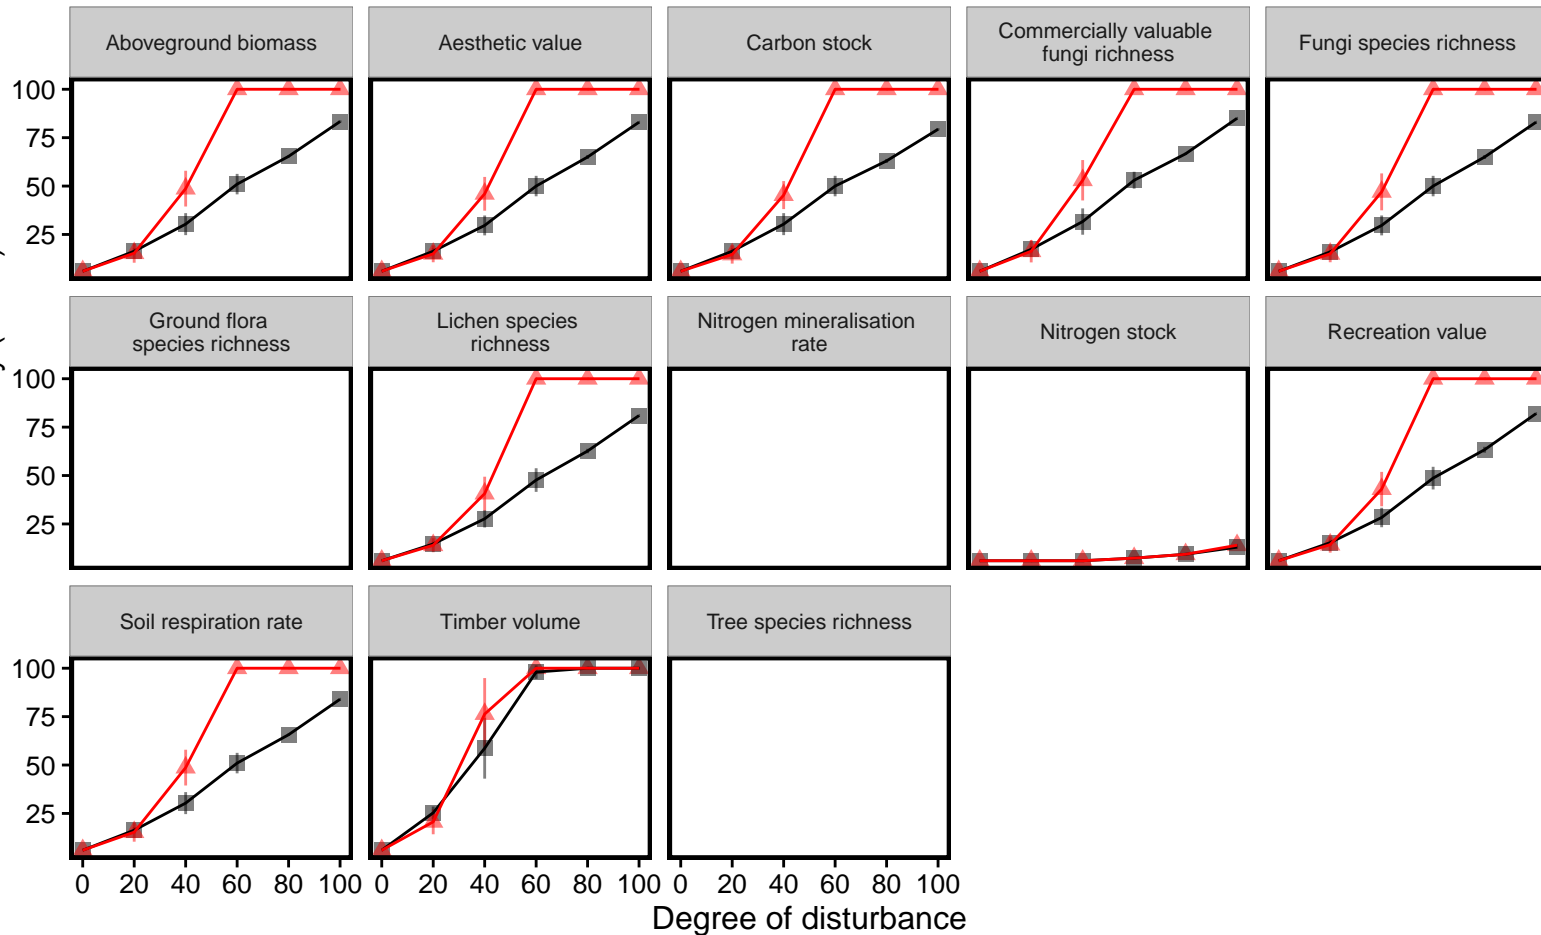 Aboveground biomass
Aesthetic value
Carbon stock
Commercially valuable
fungi richness
Fungi species richness
100
75
50
25
Ground flora
species richness
Lichen species
richness
Nitrogen mineralisation
rate
Nitrogen stock
Recreation value
100
75
50
25
Soil respiration rate
Timber volume
Tree species richness
100
75
50
25
0 20 40 60 80 100 0 20 40 60 80 100 0 20 40 60 80 100
Degree of disturbance